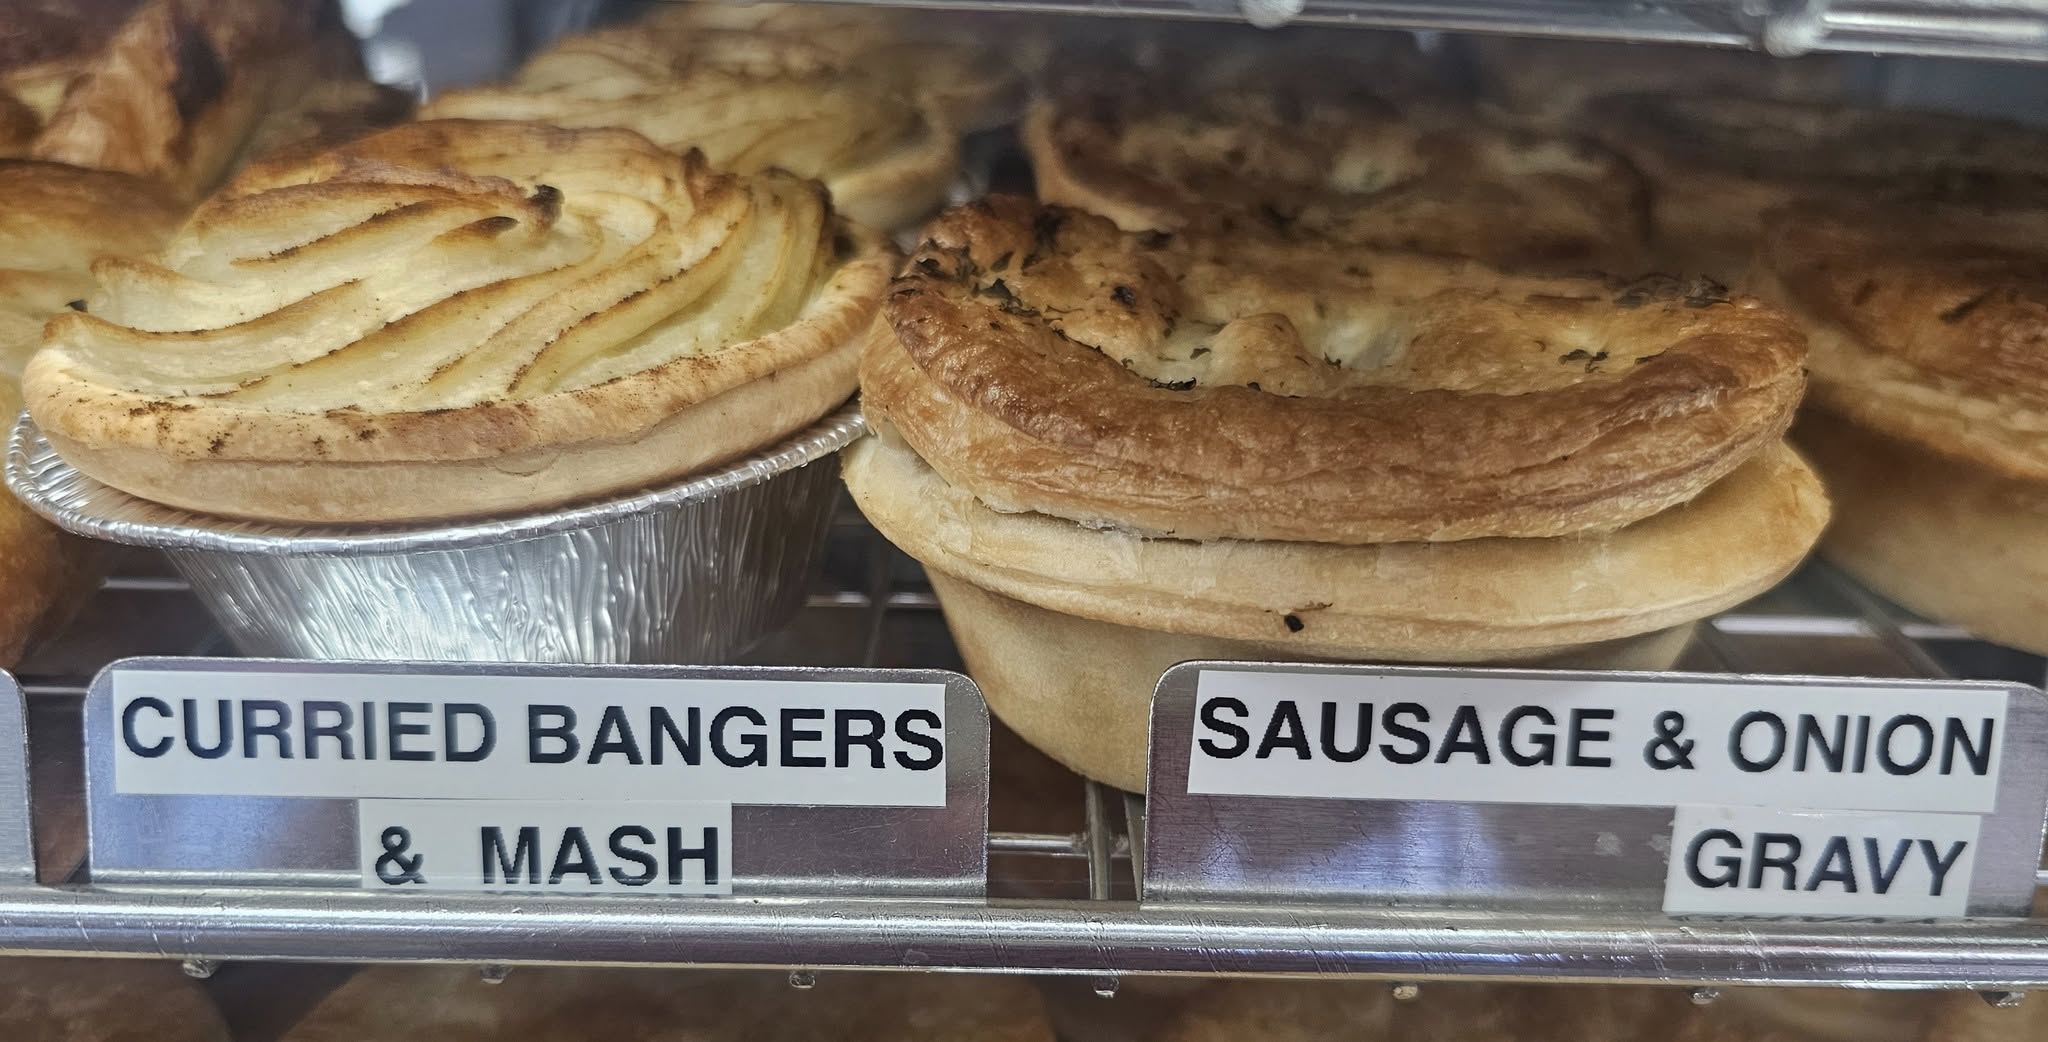 CURRIED BANGERS
& MASH
SAUSAGE & ONION
GRAVY